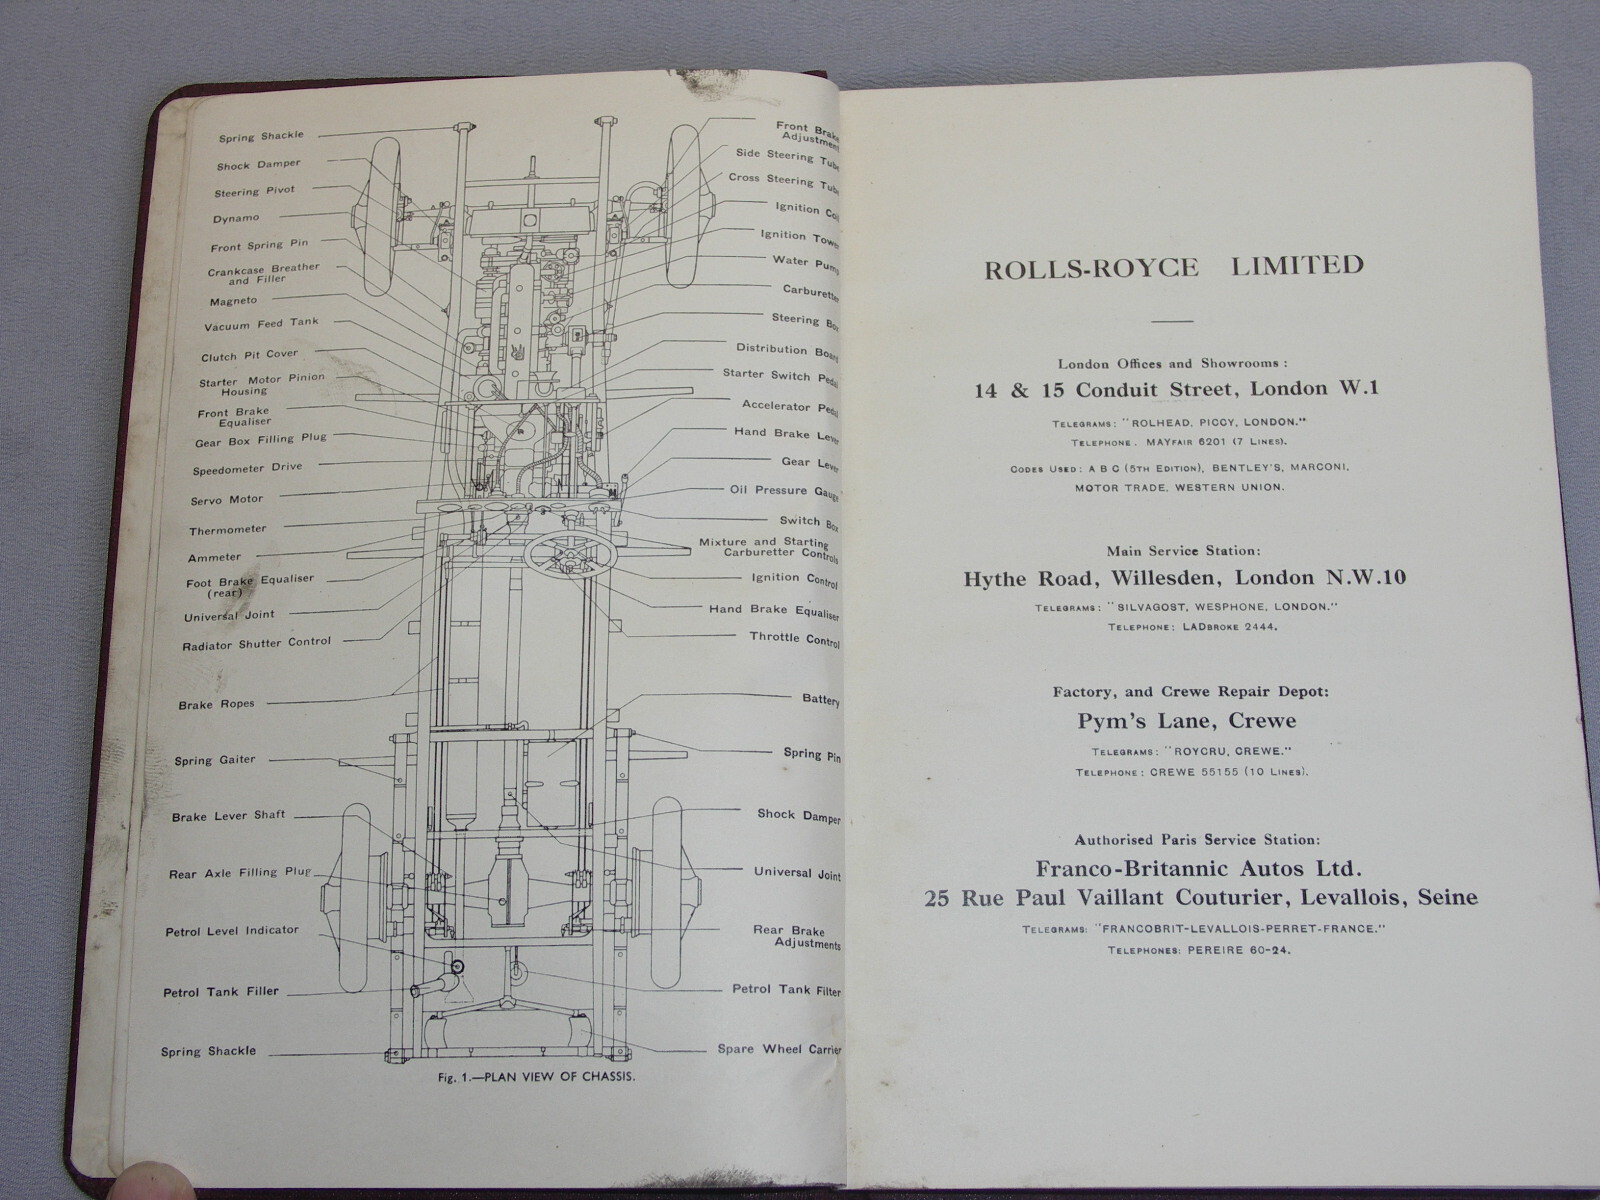 Spring Shackle
Shock Damper
Steering Pivot
Dynamo
Front Spring Pin
Crankcase Breather
and Filler
Magneto
Vacuum Feed Tank
Clutch Pit Cover
Starter Motor Pinion
Housing
Front Brake
Equaliser
Gear Box Filling Plug
Speedometer Drive
Servo Motor
Thermometer
Ammeter
Foot Brake Equaliser
(rear)
Universal Joint
Radiator Shutter Control
Brake Ropes
Spring Gaiter
Brake Lever Shaft
Rear Axle Filling Plug
Petrol Level Indicator
Petrol Tank Filler
Spring Shackle
Front Brake
Adjustment
Side Steering Tube
Cross Steering Tube
Ignition Coil
Ignition Tower
Water Pump
Carburetter
Steering Box
Distribution Board
Starter Switch Pedal
Accelerator Pedal
Hand Brake Lever
Gear Lever
Oil Pressure Gauge
Switch Box
Mixture and Starting
Carburetter Controls
Ignition Control
Hand Brake Equaliser
Throttle Control
Battery
Spring Pin
Shock Damper
Universal Joint
Rear Brake
Adjustments
Petrol Tank Filter
Spare Wheel Carrier
Fig. 1.—PLAN VIEW OF CHASSIS.
ROLLS-ROYCE LIMITED
London Offices and Showrooms :
14 & 15 Conduit Street, London W.1
TELEGRAMS: "ROLHEAD, PICCY, LONDON."
TELEPHONE. MAYFAIR 6201 (7 LINES).
CODES USED: A B C (5TH EDITION), BENTLEY'S, MARCONI,
MOTOR TRADE, WESTERN UNION.
Main Service Station:
Hythe Road, Willesden, London N.W.10
TELEGRAMS: "SILVAGOST, WESPHONE, LONDON."
TELEPHONE: LADBROKE 2444.
Factory, and Crewe Repair Depot:
Pym's Lane, Crewe
TELEGRAMS: "ROYCRU, CREWE."
TELEPHONE: CREWE 55155 (10 LINES).
Authorised Paris Service Station:
Franco-Britannic Autos Ltd.
25 Rue Paul Vaillant Couturier, Levallois, Seine
TELEGRAMS: "FRANCOBRIT-LEVALLOIS-PERRET-FRANCE."
TELEPHONES: PEREIRE 60-24.